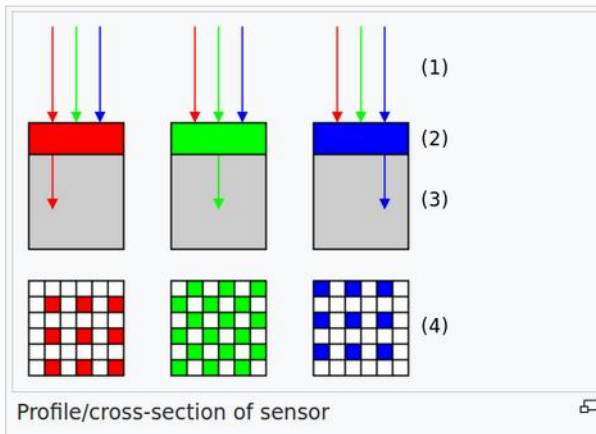 (1)
(2)
(3)
(4)
Profile/cross-section of sensor